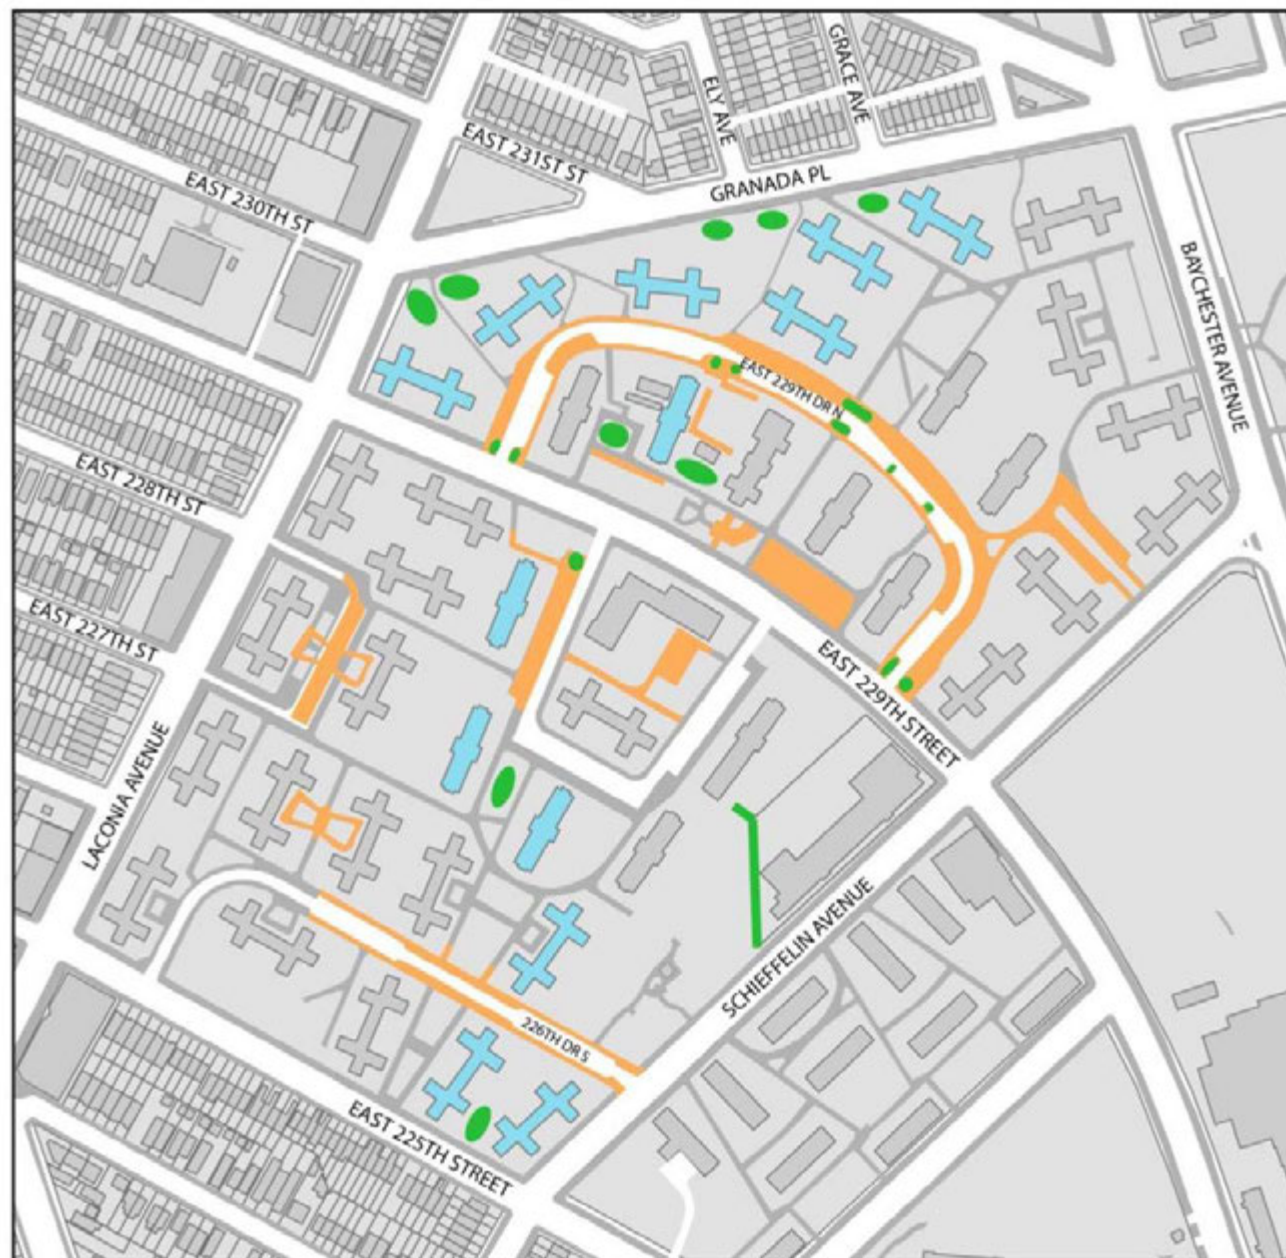 GRACE AVE
ELY AVE
EAST 231ST ST
GRANADA PL
EAST 230TH ST
BAYCHESTER AVENUE
EAST 229TH DR N
EAST 228TH ST
EAST 227TH ST
EAST 229TH STREET
LACONIA AVENUE
SCHIEFFELIN AVENUE
226TH DR S
EAST 225TH STREET